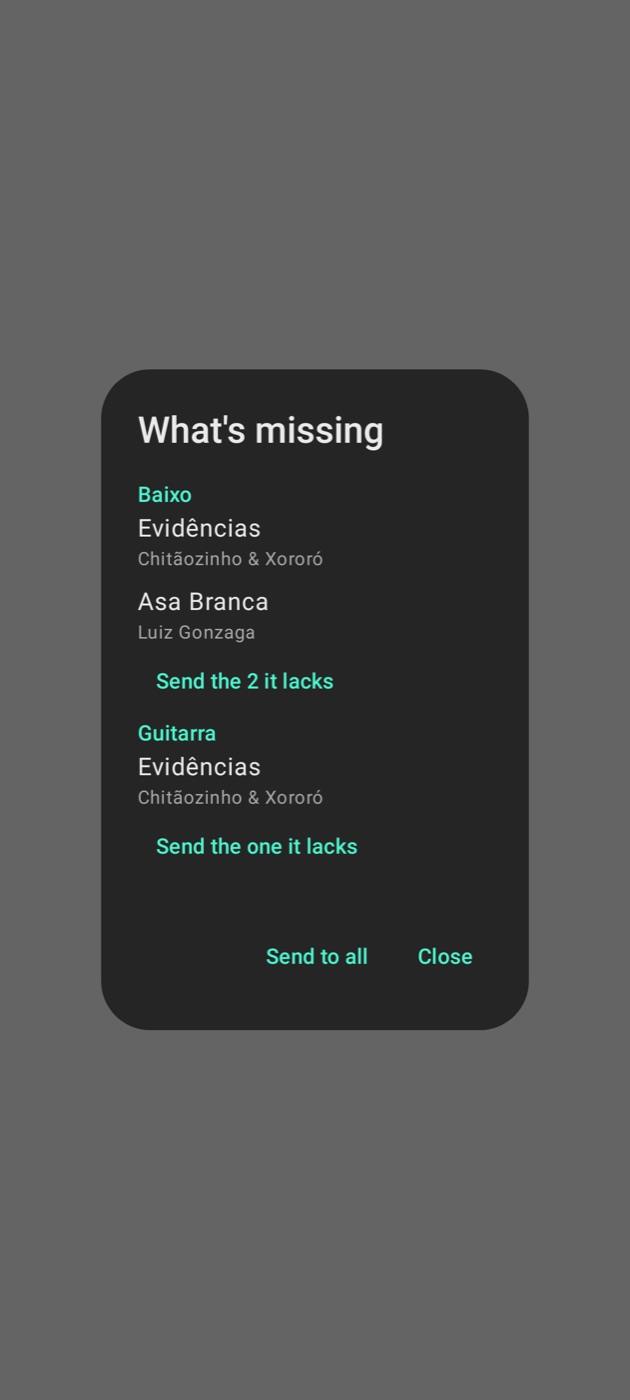 What's missing
Baixo
Evidências
Chitãozinho & Xororó
Asa Branca
Luiz Gonzaga
Send the 2 it lacks
Guitarra
Evidências
Chitãozinho & Xororó
Send the one it lacks
Send to all
Close